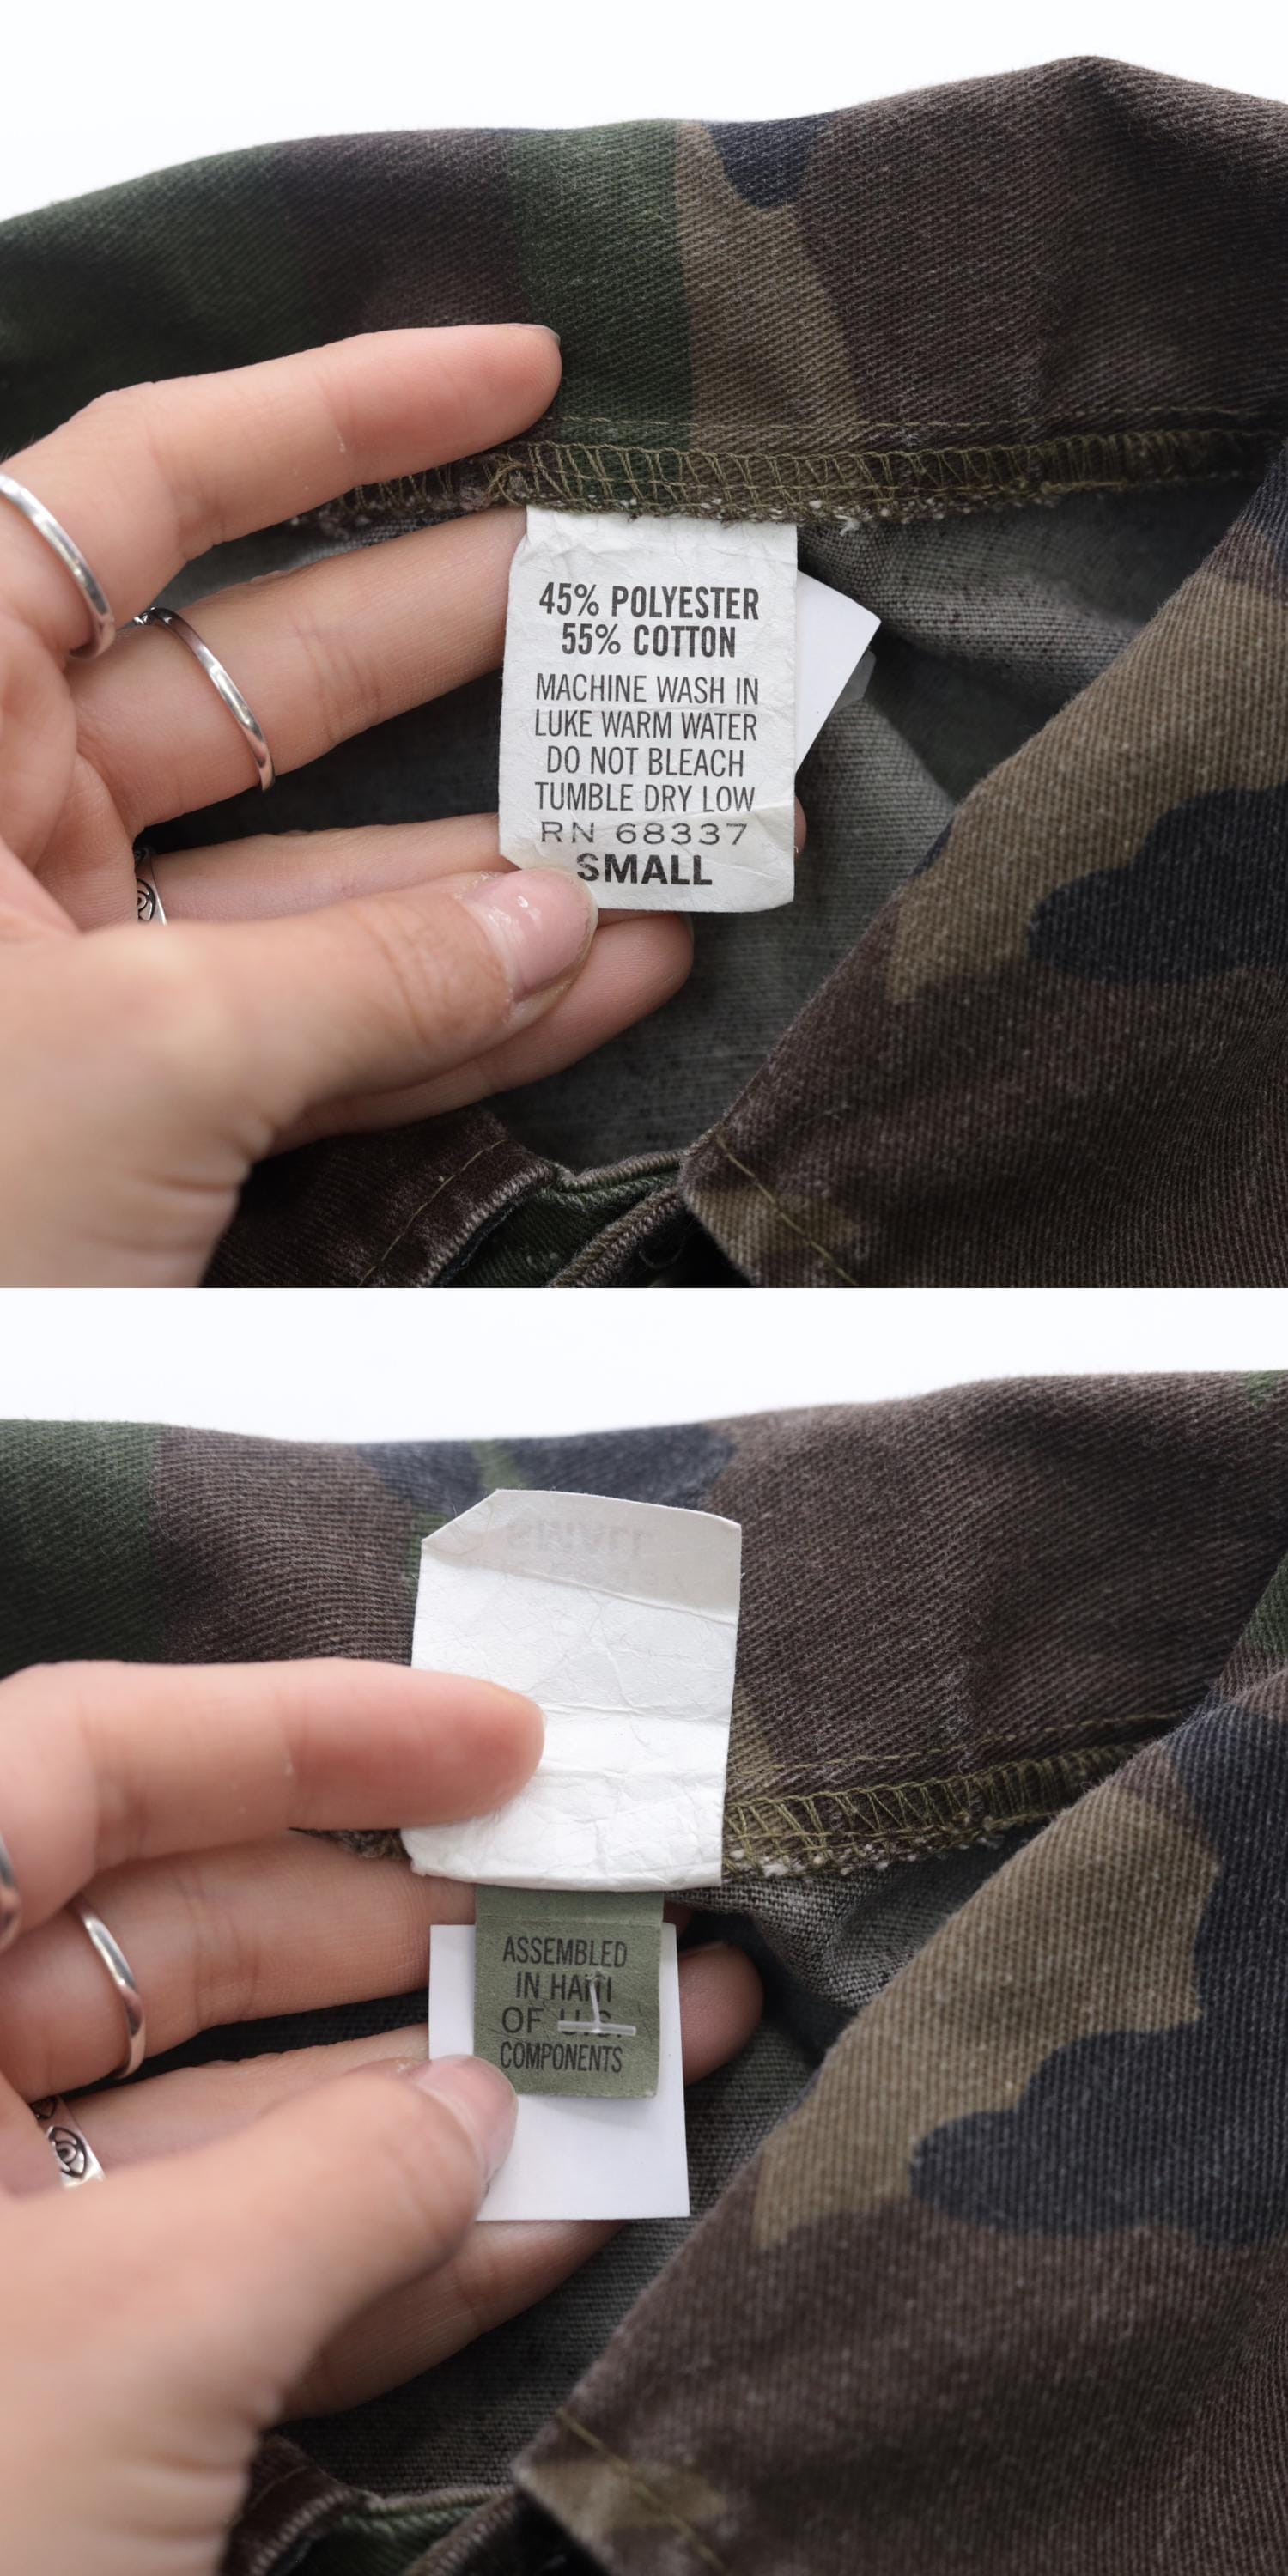 45% POLYESTER
55% COTTON
MACHINE WASH IN
LUKE WARM WATER
DO NOT BLEACH
TUMBLE DRY LOW
RN 68337
SMALL
SMALL
ASSEMBLED
IN HAITI
OF U.S.
COMPONENTS